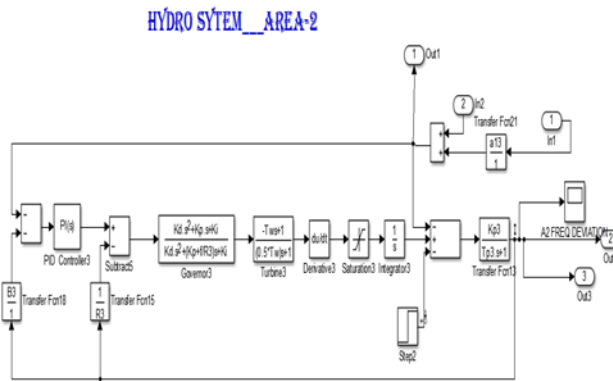 HYDRO SYTEM___AREA-2
1
Out1
2
In2
Transfer Fcn21
1
In1
a13
1
PI(s)
PID Controller3
Subtract5
Kd.s²+Kp.s+Ki
Kd.s²+(Kp+f/R3)s+Ki
Governor3
-Tws+1
(0.5*Tw)s+1
Turbine3
du/dt
Derivative3
Saturation3
1
s
Integrator3
Kp3
Tp3.s+1
Transfer Fcn13
A2 FREQ DEVIATION
2
Out
3
Out3
B3
1
Transfer Fcn18
1
R3
Transfer Fcn15
Step2